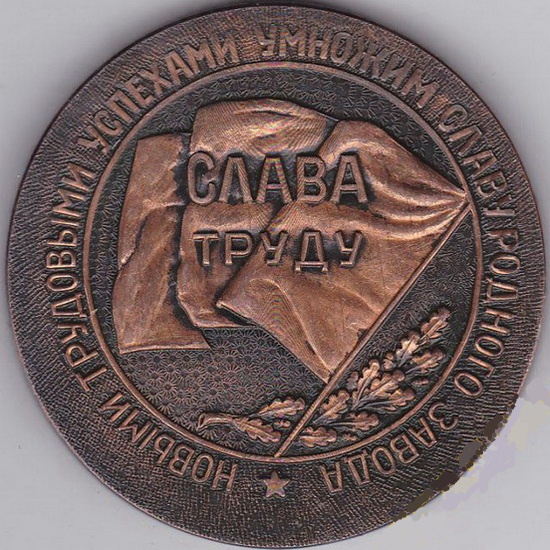 НОВЫМИ ТРУДОВЫМИ УСПЕХАМИ УМНОЖИМ СЛАВУ РОДНОГО ЗАВОДА
СЛАВА
ТРУДУ